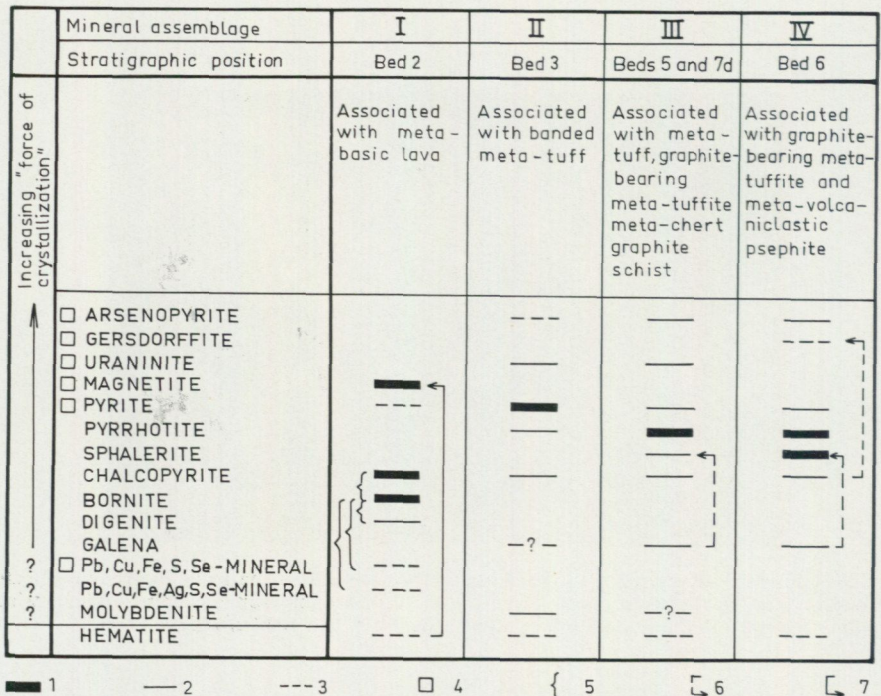 Mineral assemblage I II III IV
Stratigraphic position Bed 2 Bed 3 Beds 5 and 7d Bed 6
Increasing "force of
crystallization"
Associated
with meta-
basic lava
Associated
with banded
meta-tuff
Associated
with meta-
tuff, graphite-
bearing
meta-tuffite
meta-chert
graphite
schist
Associated
with graphite-
bearing meta-
tuffite and
meta-volca-
niclastic
psephite
□ ARSENOPYRITE
□ GERSDORFFITE
□ URANINITE
□ MAGNETITE
□ PYRITE
PYRRHOTITE
SPHALERITE
CHALCOPYRITE
BORNITE
DIGENITE
GALENA -?-
? □ Pb,Cu,Fe,S,Se-MINERAL
? Pb,Cu,Fe,Ag,S,Se-MINERAL
? MOLYBDENITE -?-
HEMATITE
1 2 3 □ 4 { 5 6 7